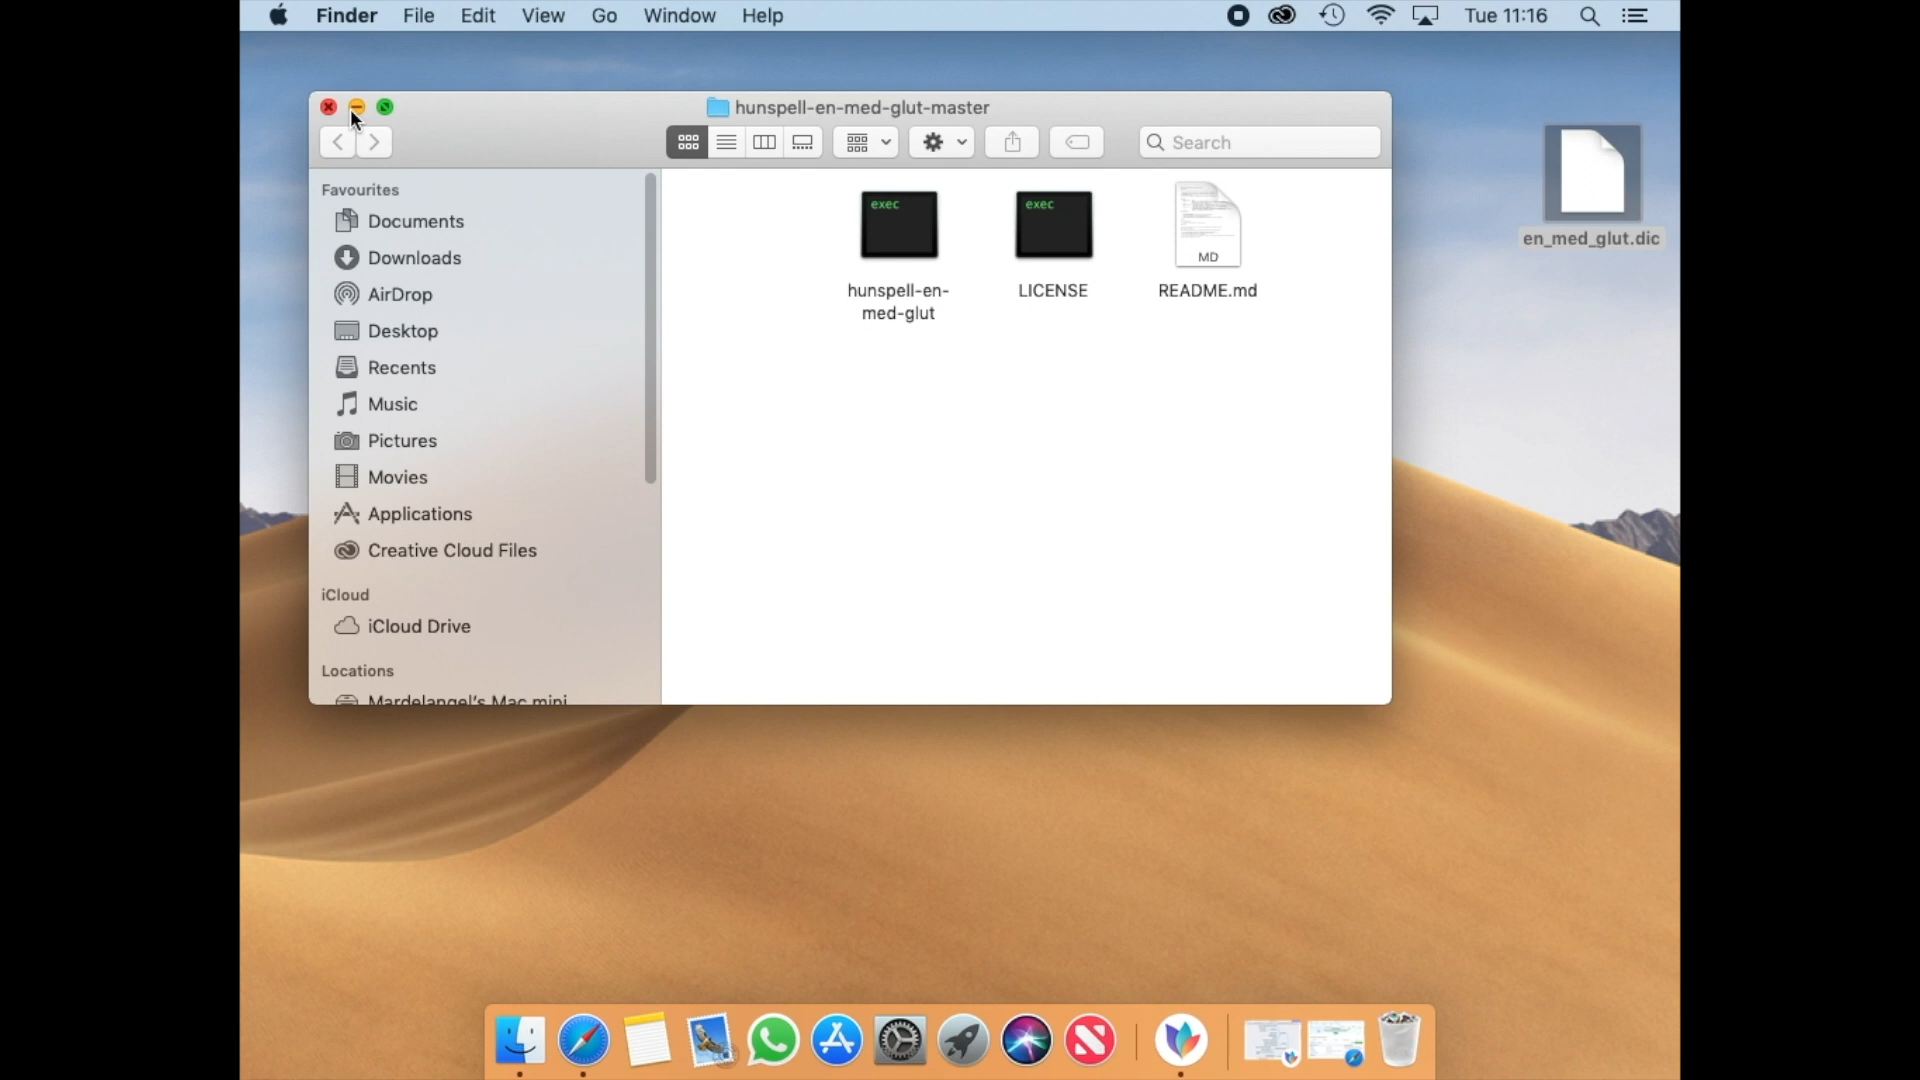 Finder File Edit View Go Window Help Tue 11:16
hunspell-en-med-glut-master
Search
Favourites
Documents
Downloads
AirDrop
Desktop
Recents
Music
Pictures
Movies
Applications
Creative Cloud Files
iCloud
iCloud Drive
Locations
Mardelangel's Mac mini
exec
hunspell-en-
med-glut
exec
LICENSE
MD
README.md
en_med_glut.dic